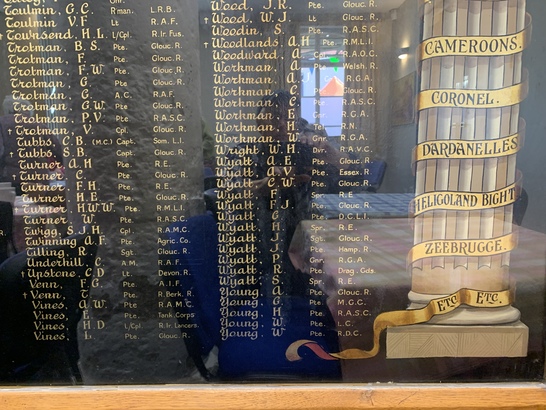 Toulmin, G.C. R'man. L.R.B.
Toulmin V.F. Lt R.A.F.
† Townsend, H.L. L/Cpl. R.Ir.Fus.
Trotman, B.S. Pte. Glouc.R.
Trotman, F. Pte. Glouc.R.
Trotman, F.W. Pte. Glouc.R.
Trotman, G. Pte. Glouc.R.
Trotman, G. A.C. R.A.F.
Trotman, G.W. Pte. Glouc.R.
Trotman, P.V. Pte. Glouc.R.
† Trotman, V. Cpl. Glouc.R.
Tubbs, C.B. (M.C.) Capt. Som. L.I.
† Tubbs, S.B. Capt. Glouc.R.
Turner, A.H. Pte R.E.
† Turner, C. Pte. Glouc.R.
Turner, F.H. Pte R.E.
Turner, H.E. Pte. Glouc.R.
† Turner, H.W.W. Pte. R.M.L.I.
Turner, W. Pte R.A.S.C.
Twigg, S.J.H. Cpl. R.A.M.C.
Twinning A.F. Pte. Agric. Co.
Tilling, R. Sgt. Glouc.R.
Underhill, C. A.M. R.A.F.
† Upstone, C.D. Lt. Devon.R.
Venn, F.G. Pte. A.I.F.
† Venn, T. Pte R.Berk.R.
Vines, G.W. Pte. R.A.M.C.
Vines, E. Pte Tank Corps
Vines, H.D. L/Cpl. R.Ir.Lancers.
Vines, L. Pte Glouc.R.
Wood, J.R. Pte. Glouc.R.
† Wood, W.J. Lt Glouc.R.
Woodin, S. Pte. R.A.S.C.
† Woodlands, A.H. Pte. R.M.L.I.
Woodward, A. R.A.O.C.
Workman, A. Pte. Welsh.R.
Workman, R.G.A.
Workman, C. Pte. R.A.S.C.
Workman, E. Gnr. R.G.A.
Workman, H. Tel R.N.
Workman, W. Gnr. R.G.A.
Wright, W.H. Dvr. R.A.V.C.
Wyatt, A.E. Pte. Glouc.R.
Wyatt, A.V. Pte. Essex.R.
Wyatt, C.W. Pte. Glouc.R.
Wyatt, F. Spr. R.E.
Wyatt, F.J. Pte Glouc.R.
Wyatt, G. Pte. D.C.L.I.
Wyatt, H. Spr. R.E.
Wyatt, J. Sgt. Glouc.R.
Wyatt, J. Pte. Hamp.R.
Wyatt, P. Gnr. R.G.A
Wyatt, R. Pte. Drag. Gds.
Wyatt, S. Spr. R.E.
Young, A. Pte Glouc.R.
Young, G. Pte. M.G.C.
Young, H. Pte. R.A.S.C.
Young, W. Pte. L.C.
Young, W. Pte. R.D.C.
CAMEROONS.
CORONEL.
DARDANELLES
HELIGOLAND BIGHT
ZEEBRUGGE.
ETC. ETC.